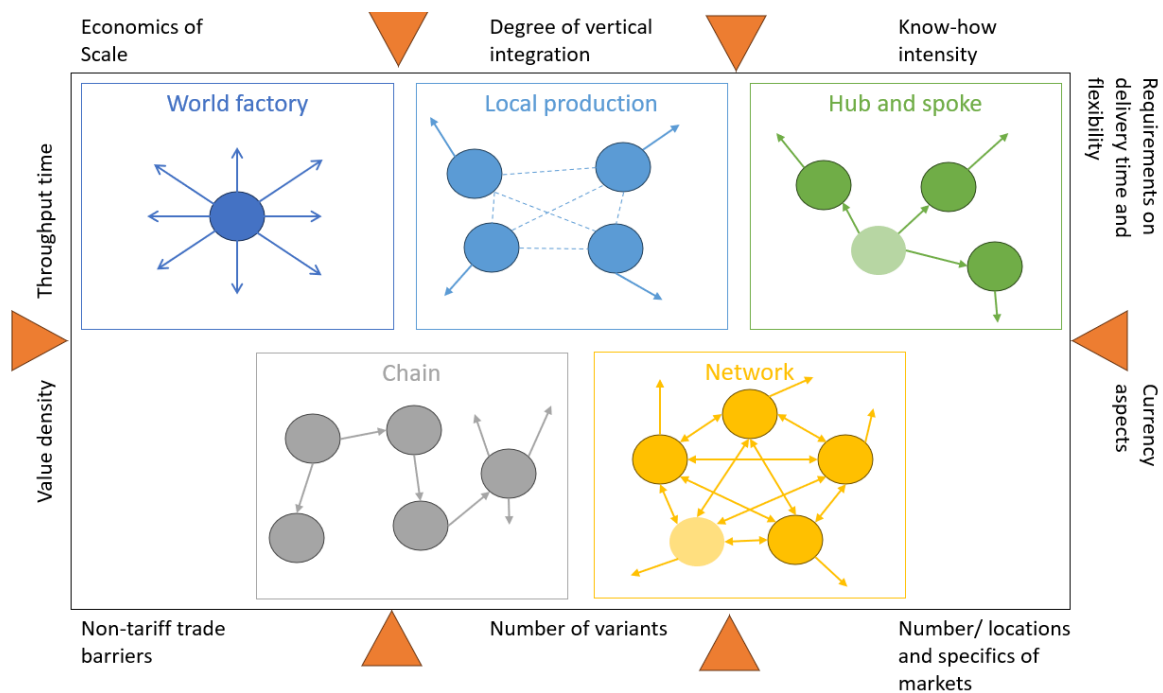 Economics of
Scale
Degree of vertical
integration
Know-how
intensity
World factory
Local production
Hub and spoke
Requirements on
delivery time and
flexibility
Throughput time
Chain
Network
Value density
Currency
aspects
Non-tariff trade
barriers
Number of variants
Number/ locations
and specifics of
markets